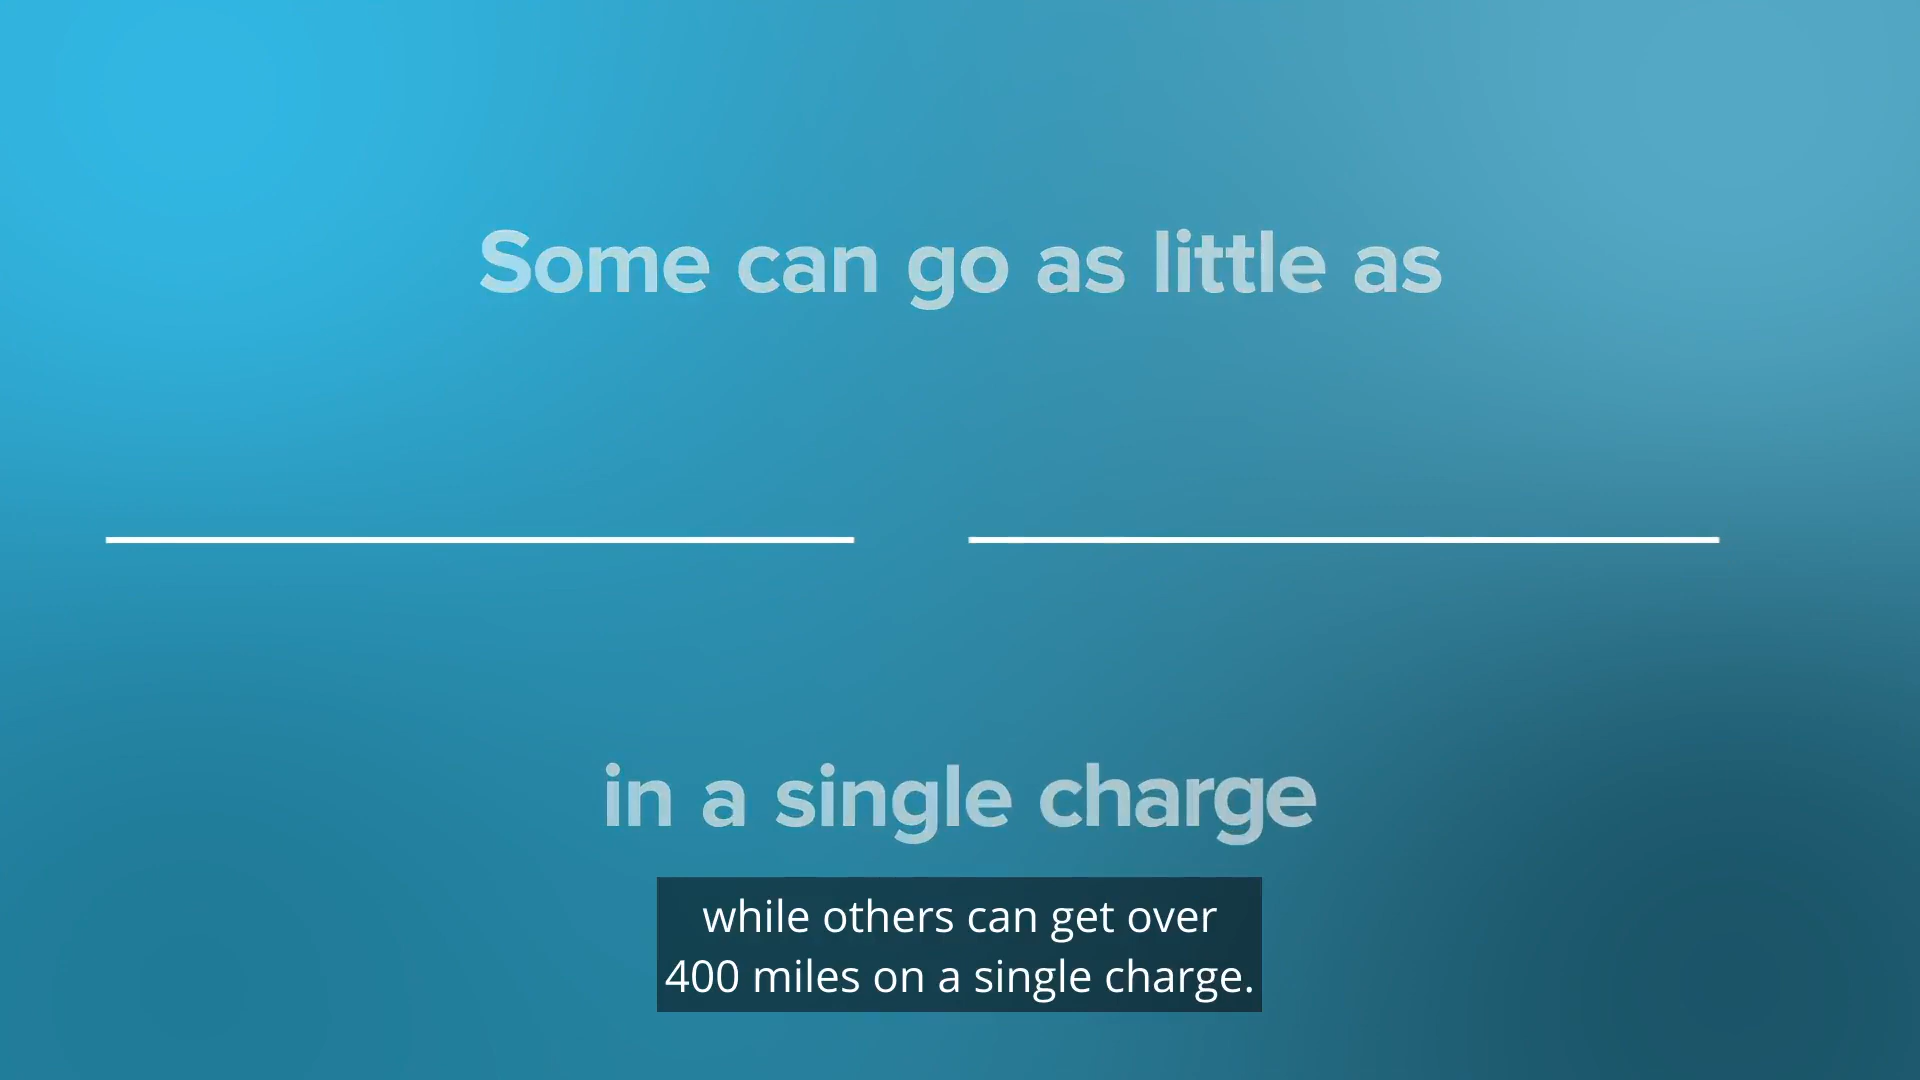 Some can go as little as
in a single charge
while others can get over
400 miles on a single charge.